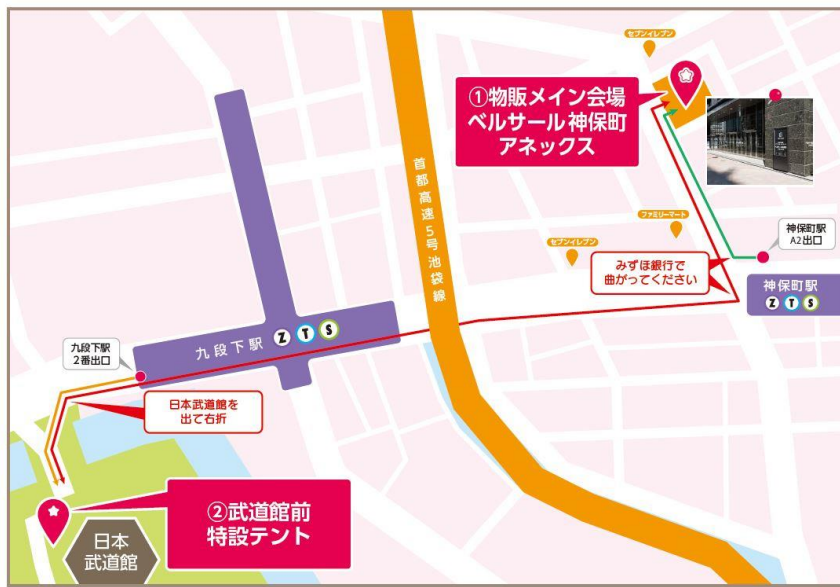 セブンイレブン
①物販メイン会場
ベルサール神保町
アネックス
首都高速5号池袋線
ファミリーマート
セブンイレブン
神保町駅
A2出口
みずほ銀行で
曲がってください
神保町駅
Z T S
九段下駅 Z T S
九段下駅
2番出口
日本武道館を
出て右折
②武道館前
特設テント
日本
武道館